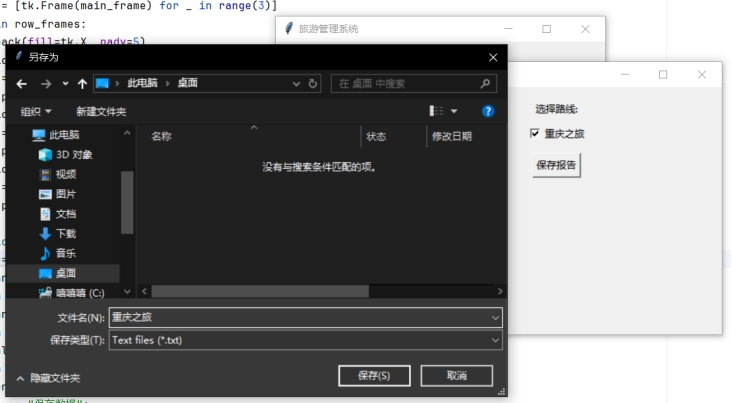 = [tk.Frame(main_frame) for _ in range(3)]
in row_frames:
pack(fill=tk.X, pady=5)
旅游管理系统
另存为
此电脑 › 桌面
在 桌面 中搜索
组织 新建文件夹
此电脑
3D 对象
视频
图片
文档
下载
音乐
桌面
嘻嘻嘻 (C:)
名称 状态 修改日期
没有与搜索条件匹配的项。
文件名(N): 重庆之旅
保存类型(T): Text files (*.txt)
隐藏文件夹
保存(S) 取消
选择路线:
重庆之旅
保存报告
"保存数据":